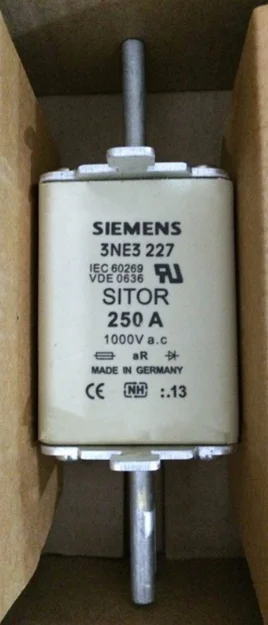 SIEMENS
3NE3 227
IEC 60269
VDE 0636
SITOR
250 A
1000V a.c
aR
MADE IN GERMANY
CE NH :.13